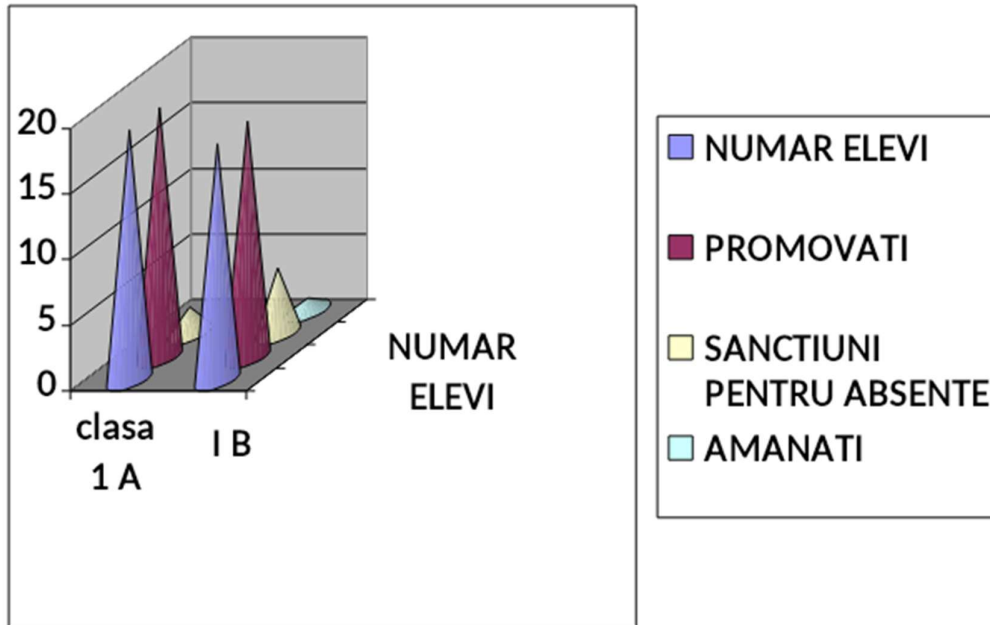 20
15
10
5
0
clasa
1 A
I B
NUMAR
ELEVI
NUMAR ELEVI
PROMOVATI
SANCTIUNI
PENTRU ABSENTE
AMANATI